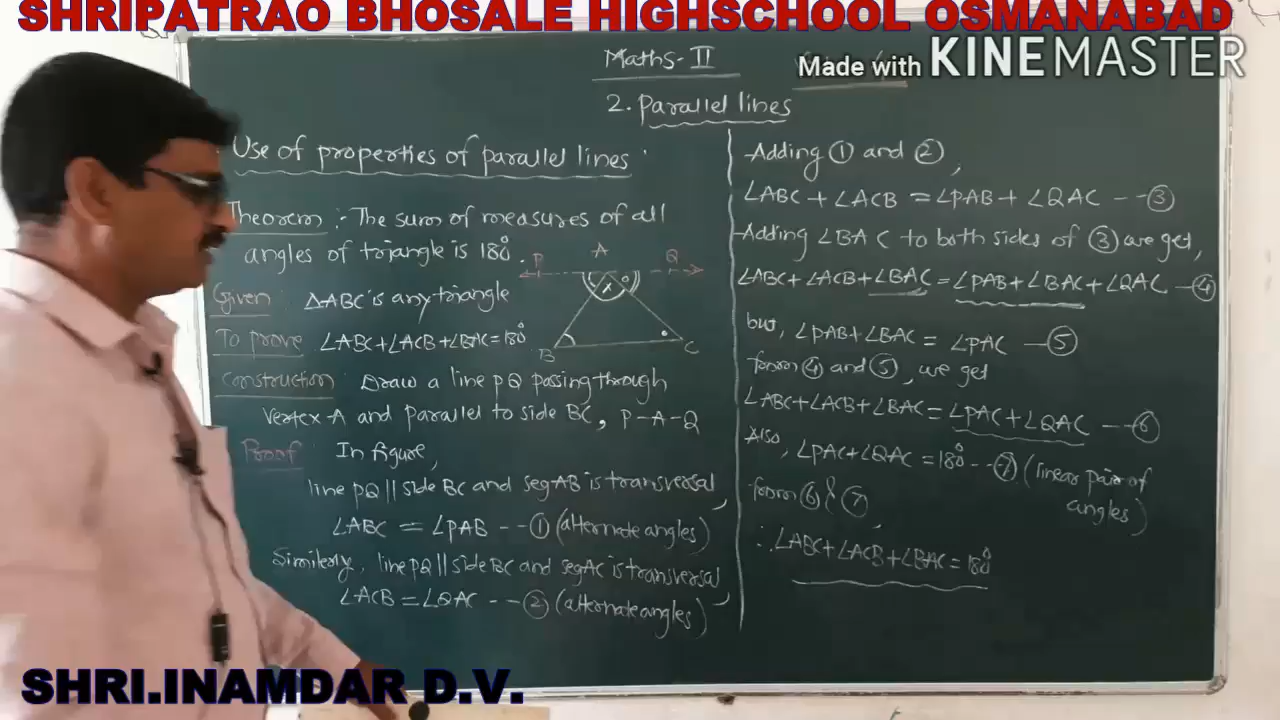 SHRIPATRAO BHOSALE HIGHSCHOOL OSMANABAD
Made with KINEMASTER
Maths-II
2. Parallel lines
Use of properties of parallel lines
Theorem :- The sum of measures of all
angles of triangle is 180°.
P A Q
x
B C
Given △ABC is any triangle
To prove ∠ABC+∠ACB+∠BAC=180°
Construction Draw a line PQ passing through
vertex A and parallel to side BC, P-A-Q
Proof In figure,
line PQ || side BC and seg AB is transversal,
∠ABC = ∠PAB --① (alternate angles)
Similerly, line PQ || side BC and seg AC is transversal,
∠ACB = ∠QAC --② (alternate angles)
Adding ① and ②,
∠ABC + ∠ACB = ∠PAB + ∠QAC --③
Adding ∠BAC to both sides of ③ we get,
∠ABC+∠ACB+∠BAC = ∠PAB+∠BAC+∠QAC -④
but, ∠PAB+∠BAC = ∠PAC -⑤
from ④ and ⑤, we get
∠ABC+∠ACB+∠BAC = ∠PAC+∠QAC --⑥
Also, ∠PAC+∠QAC = 180° --⑦ (linear pair of
angles)
from ⑥ & ⑦,
∴ ∠ABC+∠ACB+∠BAC = 180°
SHRI.INAMDAR D.V.